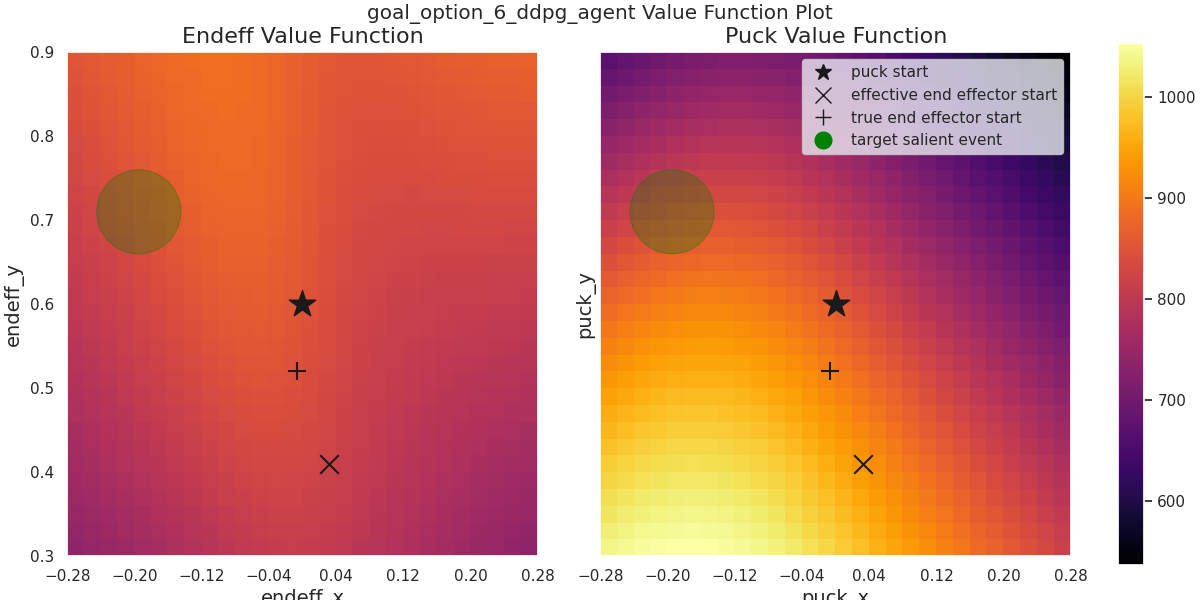 goal_option_6_ddpg_agent Value Function Plot
Endeff Value Function
Puck Value Function
puck start
effective end effector start
true end effector start
target salient event
endeff_y
0.9
0.8
0.7
0.6
0.5
0.4
0.3
−0.28 −0.20 −0.12 −0.04 0.04 0.12 0.20 0.28
endeff_x
puck_y
−0.28 −0.20 −0.12 −0.04 0.04 0.12 0.20 0.28
puck_x
1000
900
800
700
600